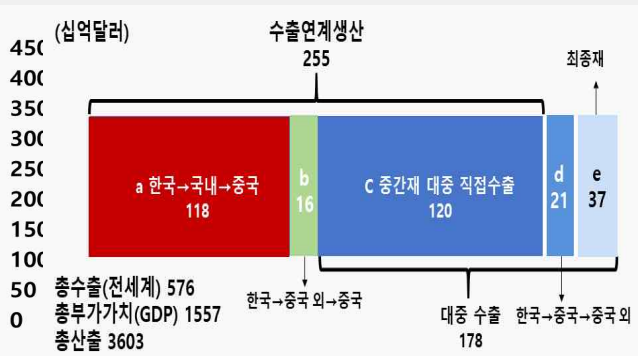 (십억달러)
수출연계생산
255
최종재
450
400
350
300
250
200
150
100
50
0
a 한국→국내→중국
118
b
16
C 중간재 대중 직접수출
120
d
21
e
37
총수출(전세계) 576
총부가가치(GDP) 1557
총산출 3603
한국→중국 외→중국
대중 수출
178
한국→중국→중국 외